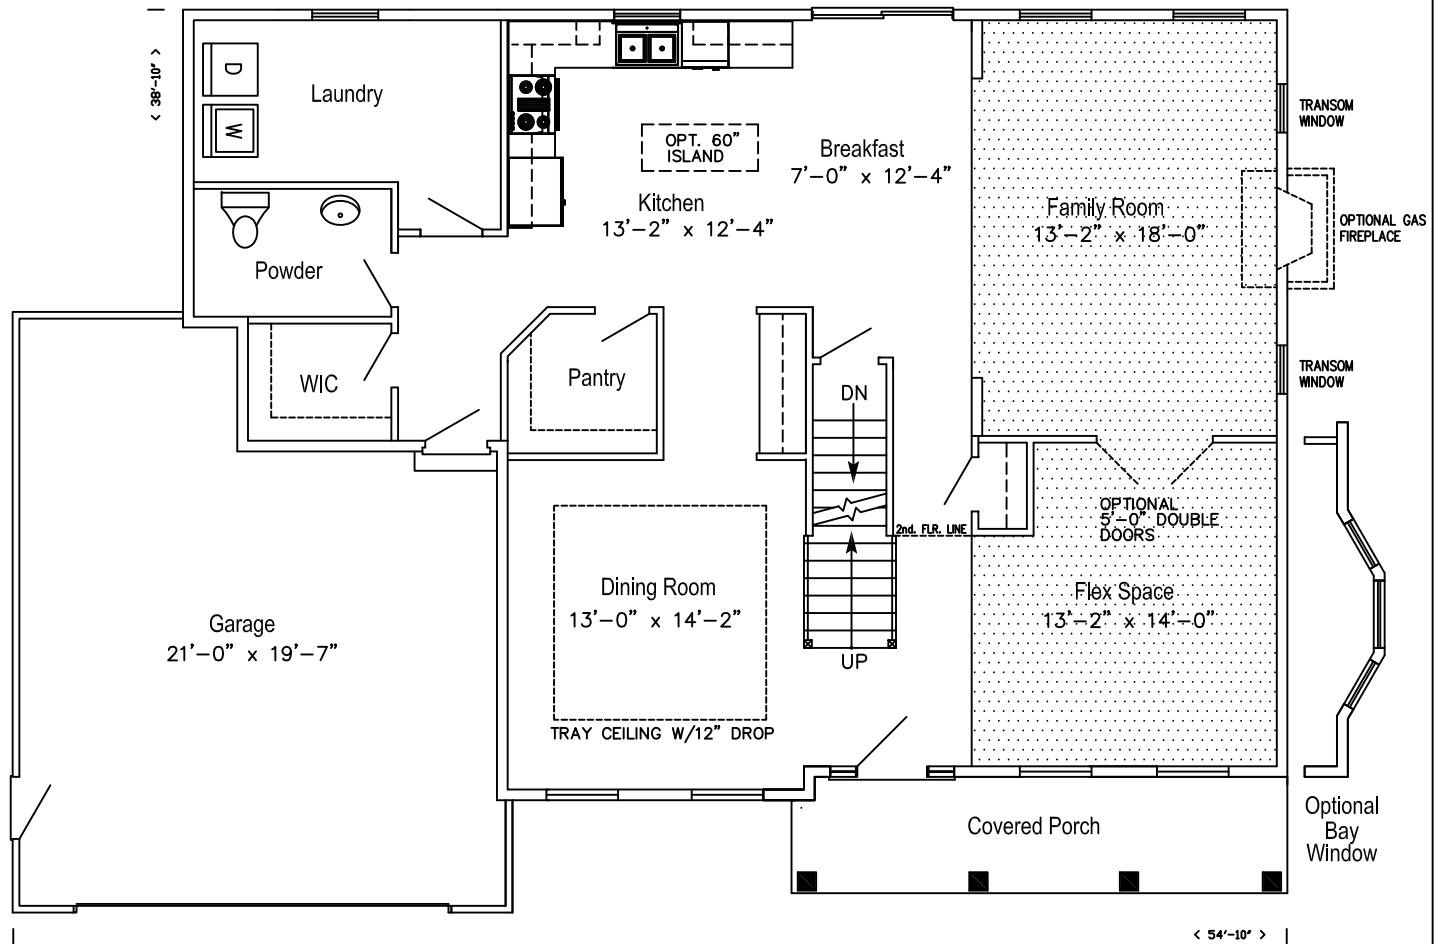 < 38'-10" >
D
W
Laundry
OPT. 60"
ISLAND
Breakfast
7'-0" x 12'-4"
Kitchen
13'-2" x 12'-4"
Family Room
13'-2" x 18'-0"
TRANSOM
WINDOW
OPTIONAL GAS
FIREPLACE
Powder
WIC
Pantry
DN
TRANSOM
WINDOW
OPTIONAL
5'-0" DOUBLE
DOORS
2nd. FLR. LINE
Dining Room
13'-0" x 14'-2"
Flex Space
13'-2" x 14'-0"
Garage
21'-0" x 19'-7"
UP
TRAY CEILING W/12" DROP
Covered Porch
Optional
Bay
Window
< 54'-10" >